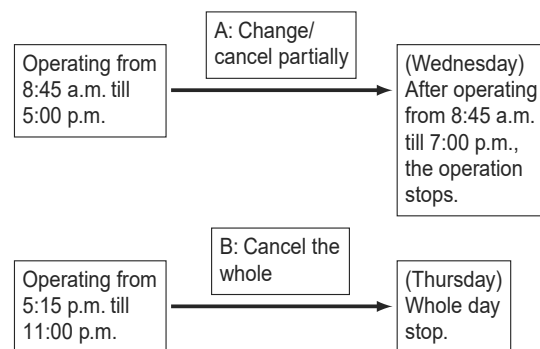 A: Change/
cancel partially
Operating from
8:45 a.m. till
5:00 p.m.
(Wednesday)
After operating
from 8:45 a.m.
till 7:00 p.m.,
the operation
stops.
B: Cancel the
whole
Operating from
5:15 p.m. till
11:00 p.m.
(Thursday)
Whole day
stop.